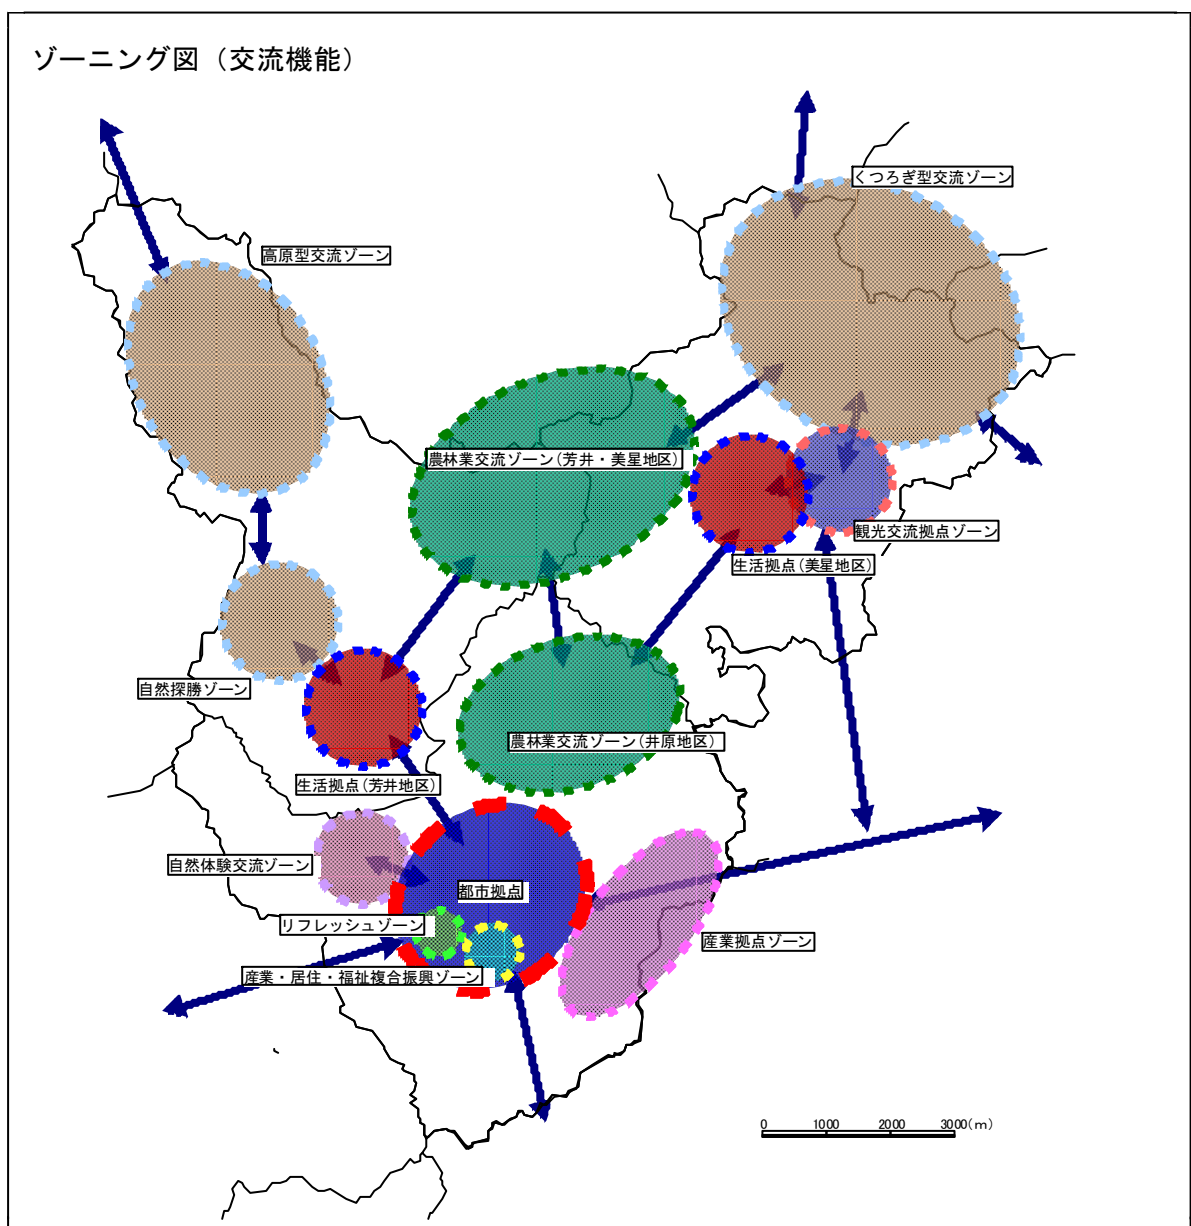 ゾーニング図（交流機能）
くつろぎ型交流ゾーン
高原型交流ゾーン
農林業交流ゾーン(芳井・美星地区)
観光交流拠点ゾーン
生活拠点(美星地区)
自然探勝ゾーン
農林業交流ゾーン(井原地区)
生活拠点(芳井地区)
自然体験交流ゾーン
都市拠点
リフレッシュゾーン
産業拠点ゾーン
産業・居住・福祉複合振興ゾーン
0 1000 2000 3000(m)